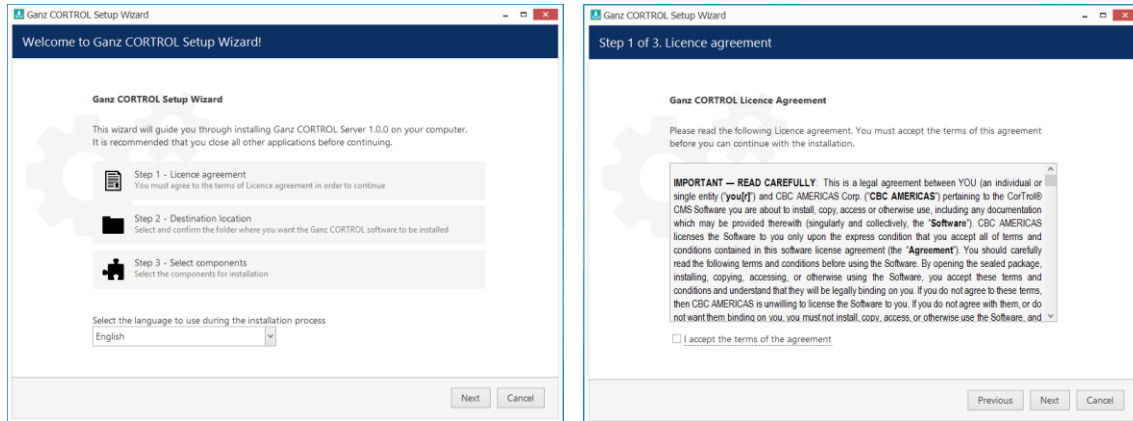 Ganz CORTROL Setup Wizard
Welcome to Ganz CORTROL Setup Wizard!
Ganz CORTROL Setup Wizard
This wizard will guide you through installing Ganz CORTROL Server 1.0.0 on your computer.
It is recommended that you close all other applications before continuing.
Step 1 - Licence agreement
You must agree to the terms of Licence agreement in order to continue
Step 2 - Destination location
Select and confirm the folder where you want the Ganz CORTROL software to be installed
Step 3 - Select components
Select the components for installation
Select the language to use during the installation process
English
Next Cancel
Ganz CORTROL Setup Wizard
Step 1 of 3. Licence agreement
Ganz CORTROL Licence Agreement
Please read the following Licence agreement. You must accept the terms of this agreement
before you can continue with the installation.
IMPORTANT — READ CAREFULLY: This is a legal agreement between YOU (an individual or
single entity ("you[r]") and CBC AMERICAS Corp. ("CBC AMERICAS") pertaining to the CorTrol®
CMS Software you are about to install, copy, access or otherwise use, including any documentation
which may be provided therewith (singularly and collectively, the "Software"). CBC AMERICAS
licenses the Software to you only upon the express condition that you accept all of terms and
conditions contained in this software license agreement (the "Agreement"). You should carefully
read the following terms and conditions before using the Software. By opening the sealed package,
installing, copying, accessing, or otherwise using the Software, you accept these terms and
conditions and understand that they will be legally binding on you. If you do not agree to these terms,
then CBC AMERICAS is unwilling to license the Software to you. If you do not agree with them, or do
not want them binding on you, you must not install, copy, access, or otherwise use the Software, and
I accept the terms of the agreement
Previous Next Cancel